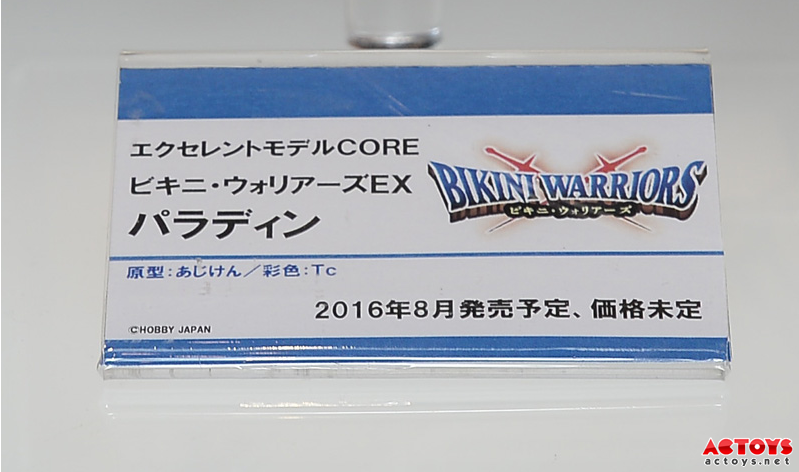 エクセレントモデルCORE
ビキニ・ウォリアーズEX
パラディン
BIKINI WARRIORS
ビキニ・ウォリアーズ
原型：あじけん／彩色：Tc
2016年8月発売予定、価格未定
©HOBBY JAPAN
ACTOYS
actoys.net